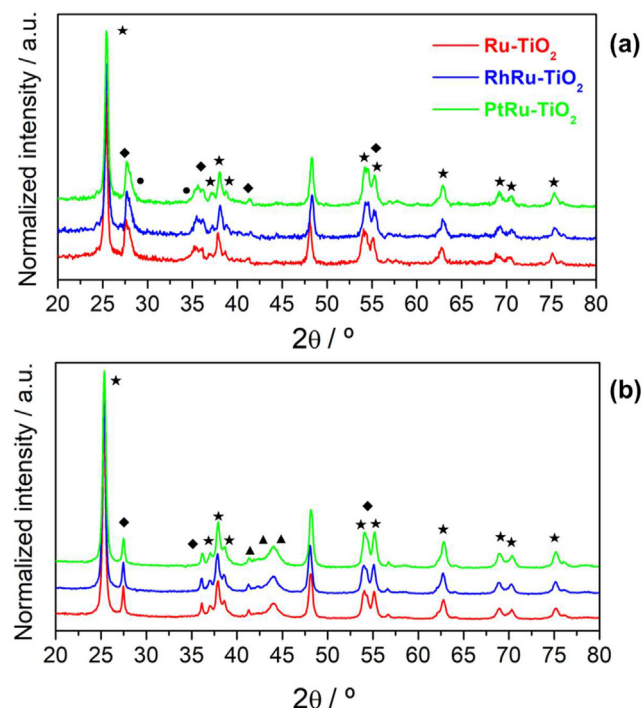 (a)
Ru-TiO₂
RhRu-TiO₂
PtRu-TiO₂
Normalized intensity / a.u.
20 25 30 35 40 45 50 55 60 65 70 75 80
2θ / º
(b)
Normalized intensity / a.u.
20 25 30 35 40 45 50 55 60 65 70 75 80
2θ / º